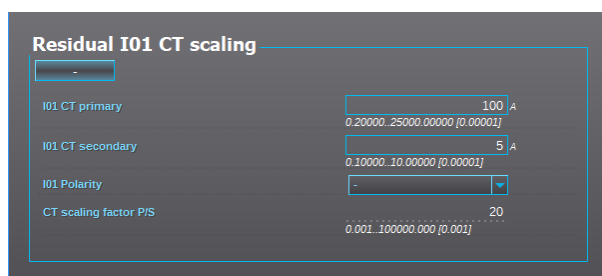 Residual I01 CT scaling
-
I01 CT primary 100 A
0.20000..25000.00000 [0.00001]
I01 CT secondary 5 A
0.10000..10.00000 [0.00001]
I01 Polarity -
CT scaling factor P/S 20
0.001..100000.000 [0.001]